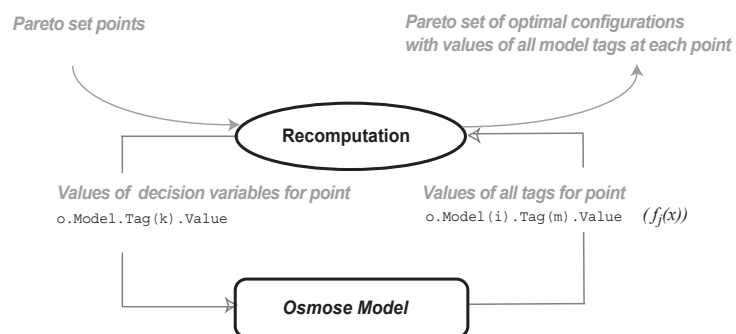 Pareto set points
Pareto set of optimal configurations
with values of all model tags at each point
Recomputation
Values of decision variables for point
o.Model.Tag(k).Value
Values of all tags for point
o.Model(i).Tag(m).Value (fj(x))
Osmose Model